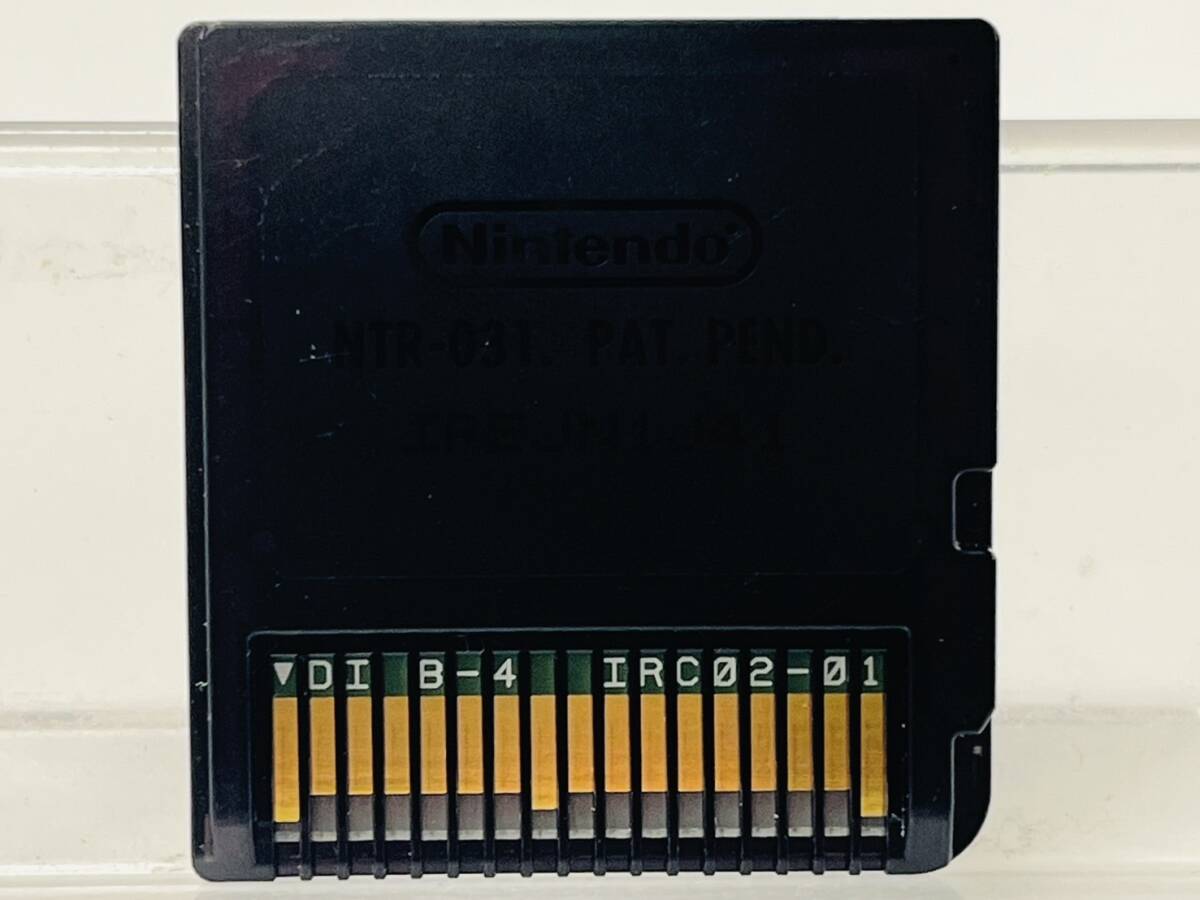 Nintendo
NTR-031. PAT. PEND.
▼DI B-4 IRC02-01